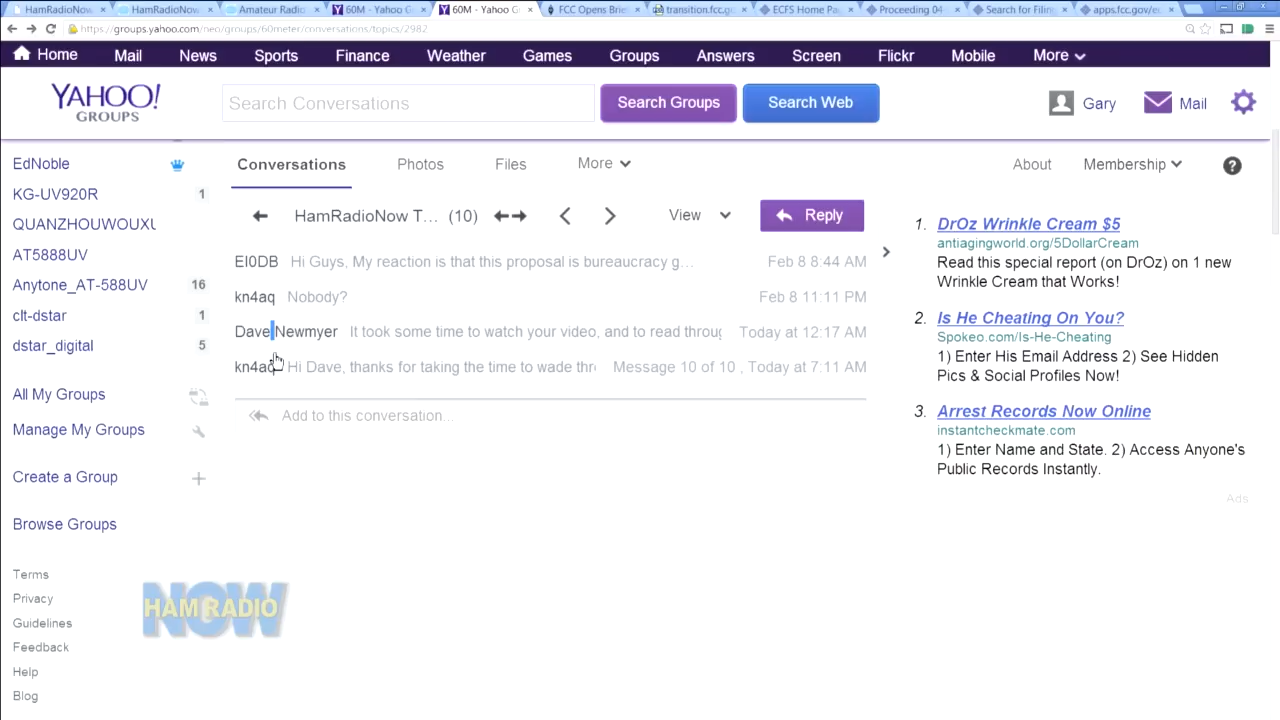 HamRadioNow
HamRadioNow
Amateur Radio
60M - Yahoo G
60M - Yahoo G
FCC Opens Brie
transition.fcc.g
ECFS Home Pa
Proceeding 04
Search for Filin
apps.fcc.gov/e
https://groups.yahoo.com/neo/groups/60meter/conversations/topics/2982
Home Mail News Sports Finance Weather Games Groups Answers Screen Flickr Mobile More
YAHOO!
GROUPS
Search Conversations
Search Groups
Search Web
Gary
Mail
EdNoble
KG-UV920R 1
QUANZHOUWOUXU
AT5888UV
Anytone_AT-588UV 16
clt-dstar 1
dstar_digital 5
All My Groups
Manage My Groups
Create a Group
Browse Groups
Terms
Privacy
Guidelines
Feedback
Help
Blog
Conversations Photos Files More
About Membership ?
HamRadioNow T... (10)
View
Reply
EI0DB Hi Guys, My reaction is that this proposal is bureaucracy g... Feb 8 8:44 AM
kn4aq Nobody? Feb 8 11:11 PM
Dave Newmyer It took some time to watch your video, and to read throug Today at 12:17 AM
kn4aq Hi Dave, thanks for taking the time to wade thr Message 10 of 10 , Today at 7:11 AM
Add to this conversation...
1. DrOz Wrinkle Cream $5
antiagingworld.org/5DollarCream
Read this special report (on DrOz) on 1 new
Wrinkle Cream that Works!
2. Is He Cheating On You?
Spokeo.com/Is-He-Cheating
1) Enter His Email Address 2) See Hidden
Pics & Social Profiles Now!
3. Arrest Records Now Online
instantcheckmate.com
1) Enter Name and State. 2) Access Anyone's
Public Records Instantly.
Ads
HAM RADIO
NOW